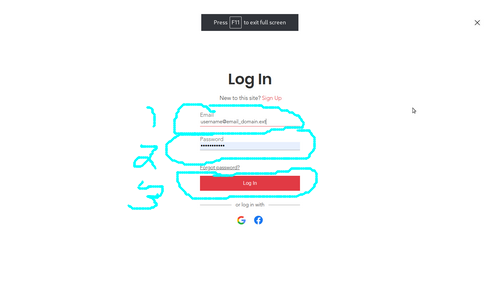 Press F11 to exit full screen
Log In
New to this site? Sign Up
1
Email
username@email_domain.ext
2
Password
Forgot password?
3
Log In
or log in with